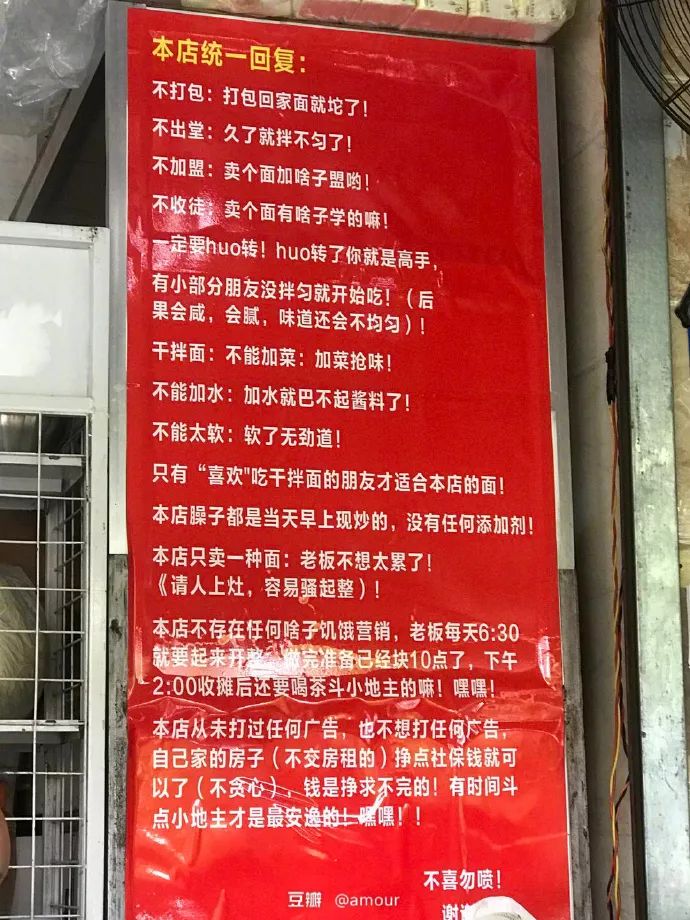 本店统一回复：
不打包：打包回家面就坨了！
不出堂：久了就拌不匀了！
不加盟：卖个面加啥子盟哟！
不收徒：卖个面有啥子学的嘛！
一定要huo转！huo转了你就是高手，
有小部分朋友没拌匀就开始吃！（后
果会咸，会腻，味道还会不均匀）！
干拌面：不能加菜：加菜抢味！
不能加水：加水就巴不起酱料了！
不能太软：软了无劲道！
只有“喜欢"吃干拌面的朋友才适合本店的面！
本店臊子都是当天早上现炒的，没有任何添加剂！
本店只卖一种面：老板不想太累了！
《请人上灶，容易骚起整）！
本店不存在任何啥子饥饿营销，老板每天6:30
就要起来开整，做完准备已经块10点了，下午
2:00收摊后还要喝茶斗小地主的嘛！嘿嘿！
本店从未打过任何广告，也不想打任何广告，
自己家的房子（不交房租的）挣点社保钱就可
以了（不贪心），钱是挣求不完的！有时间斗
点小地主才是最安逸的！嘿嘿！！
不喜勿喷！
谢谢
豆瓣 @amour